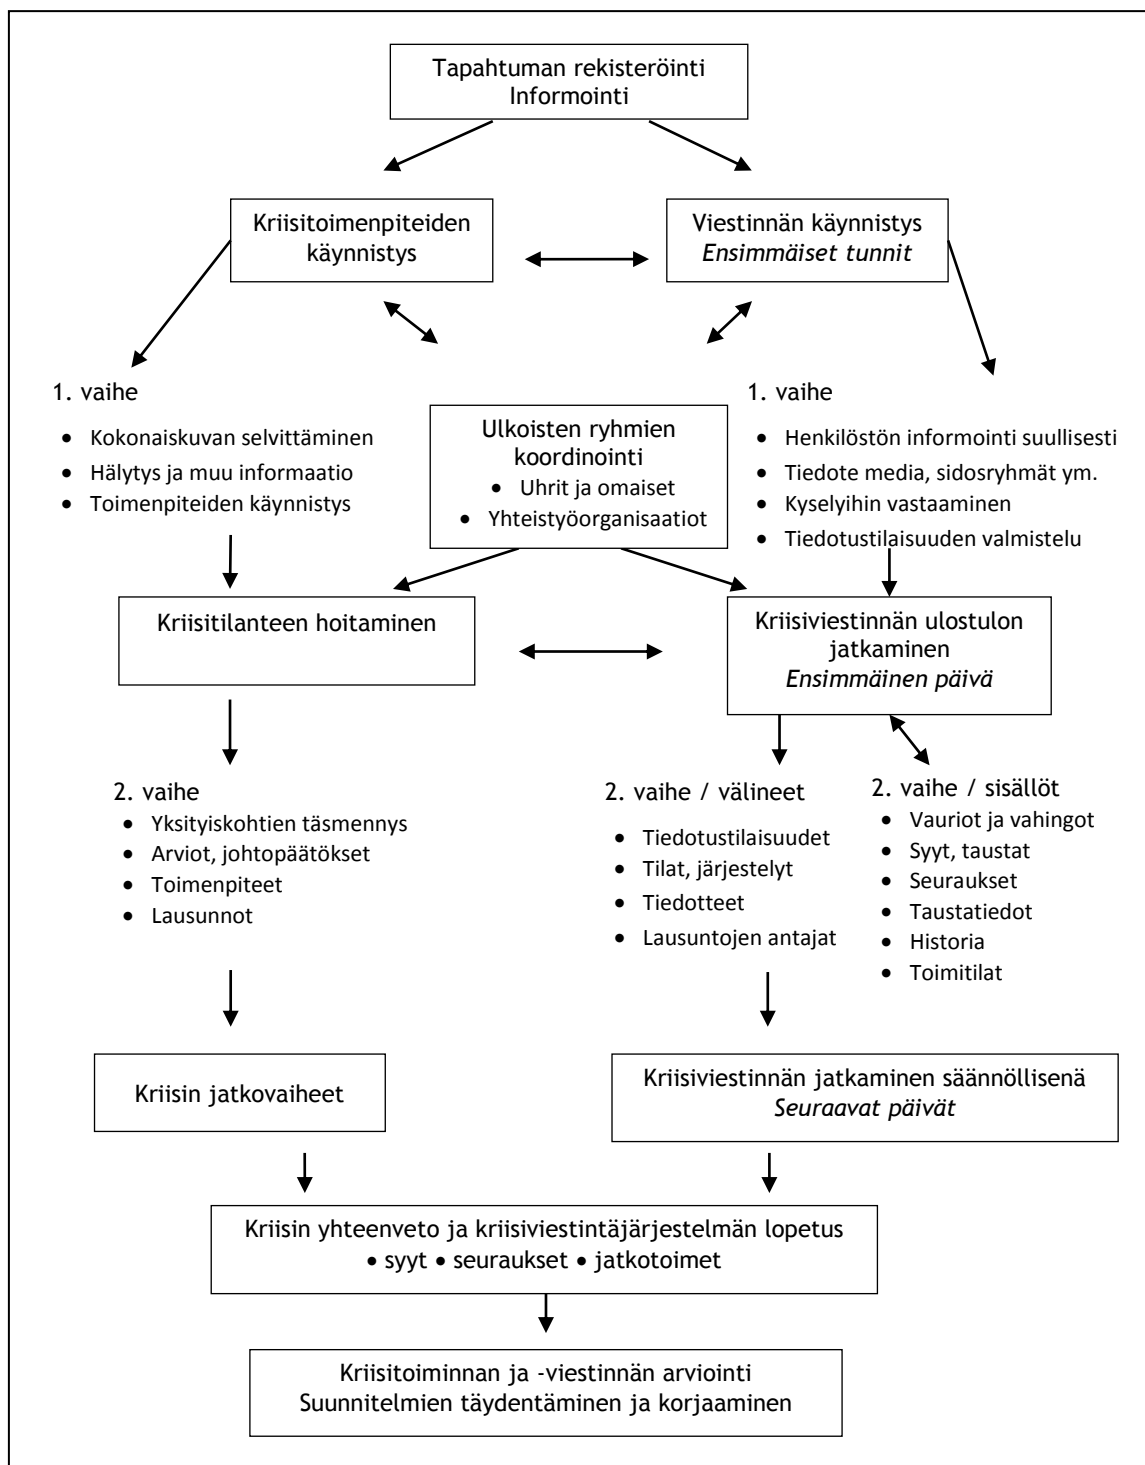 Tapahtuman rekisteröinti
Informointi
Kriisitoimenpiteiden
käynnistys
Viestinnän käynnistys
Ensimmäiset tunnit
1. vaihe
• Kokonaiskuvan selvittäminen
• Hälytys ja muu informaatio
• Toimenpiteiden käynnistys
Ulkoisten ryhmien
koordinointi
• Uhrit ja omaiset
• Yhteistyöorganisaatiot
1. vaihe
• Henkilöstön informointi suullisesti
• Tiedote media, sidosryhmät ym.
• Kyselyihin vastaaminen
• Tiedotustilaisuuden valmistelu
Kriisitilanteen hoitaminen
Kriisiviestinnän ulostulon
jatkaminen
Ensimmäinen päivä
2. vaihe
• Yksityiskohtien täsmennys
• Arviot, johtopäätökset
• Toimenpiteet
• Lausunnot
2. vaihe / välineet
• Tiedotustilaisuudet
• Tilat, järjestelyt
• Tiedotteet
• Lausuntojen antajat
2. vaihe / sisällöt
• Vauriot ja vahingot
• Syyt, taustat
• Seuraukset
• Taustatiedot
• Historia
• Toimitilat
Kriisin jatkovaiheet
Kriisiviestinnän jatkaminen säännöllisenä
Seuraavat päivät
Kriisin yhteenveto ja kriisiviestintäjärjestelmän lopetus
• syyt • seuraukset • jatkotoimet
Kriisitoiminnan ja -viestinnän arviointi
Suunnitelmien täydentäminen ja korjaaminen